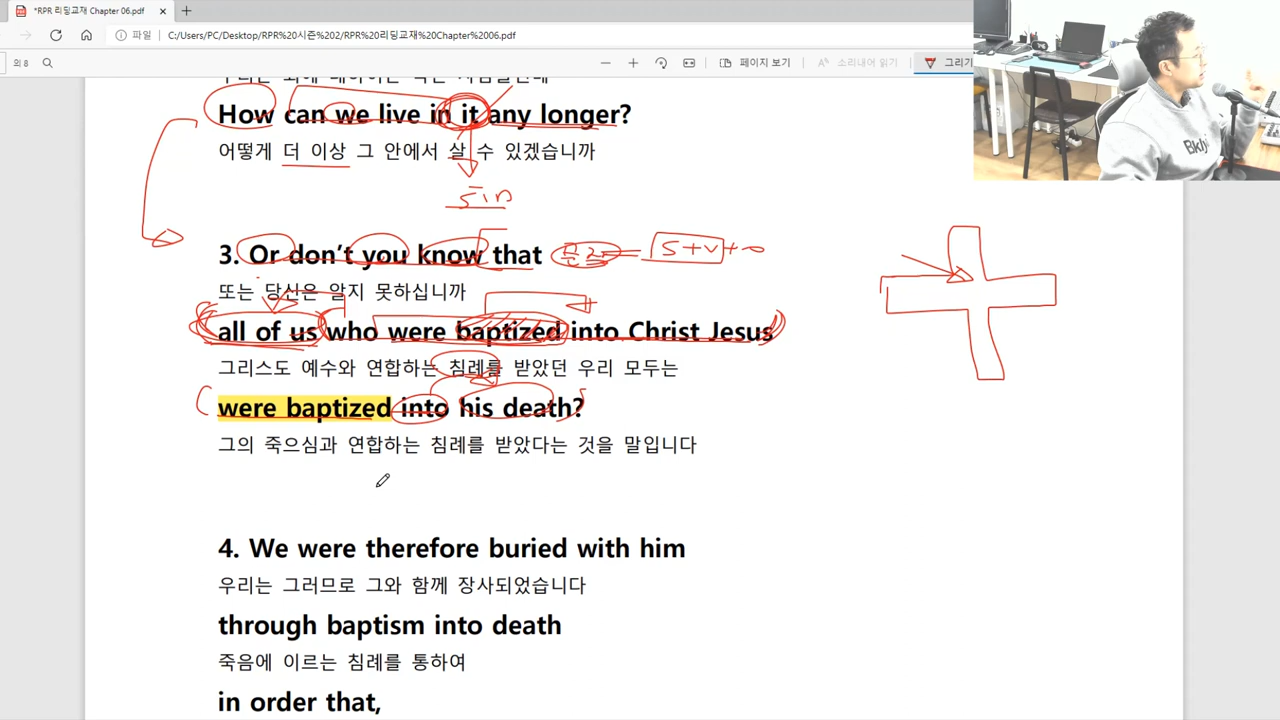 *RPR 리딩교재 Chapter 06.pdf
파일 C:/Users/PC/Desktop/RPR%20시즌%202/RPR%20리딩교재%20Chapter%2006.pdf
외 8
페이지 보기
소리내어 읽기
그리기
How can we live in it any longer?
어떻게 더 이상 그 안에서 살 수 있겠습니까
sin
3. Or don't you know that
문장 = S+V+∞
또는 당신은 알지 못하십니까
all of us who were baptized into Christ Jesus
그리스도 예수와 연합하는 침례를 받았던 우리 모두는
were baptized into his death?
그의 죽으심과 연합하는 침례를 받았다는 것을 말입니다
4. We were therefore buried with him
우리는 그러므로 그와 함께 장사되었습니다
through baptism into death
죽음에 이르는 침례를 통하여
in order that,